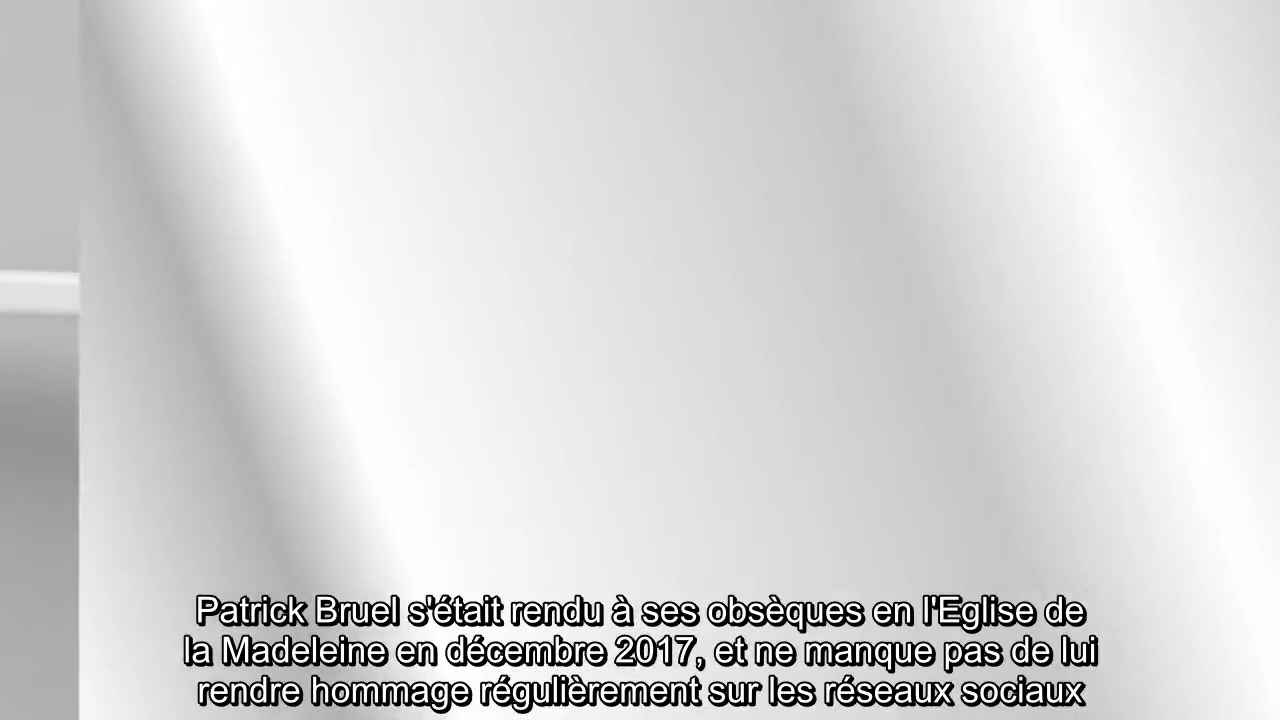 Patrick Bruel s'était rendu à ses obsèques en l'Eglise de
la Madeleine en décembre 2017, et ne manque pas de lui
rendre hommage régulièrement sur les réseaux sociaux